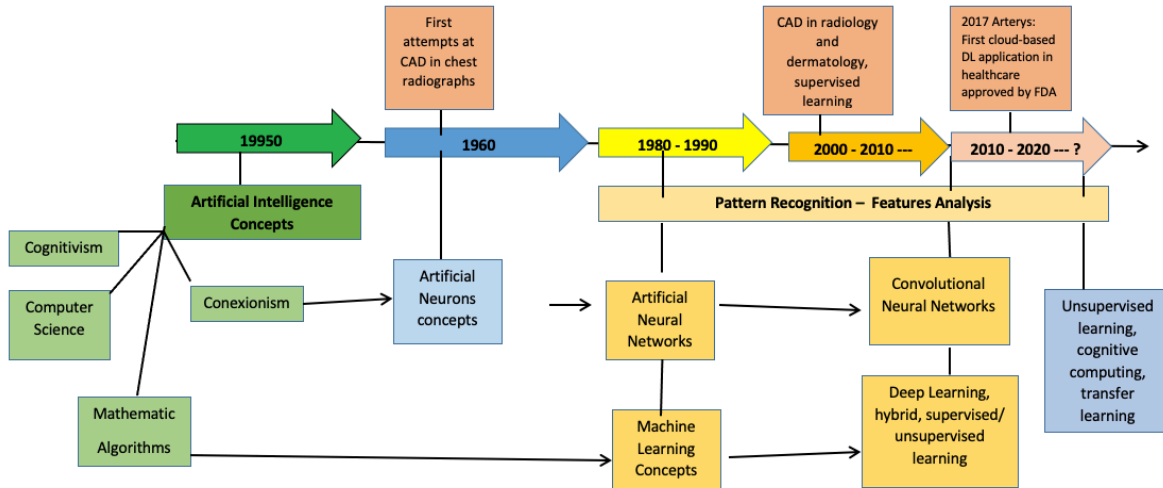 First
attempts at
CAD in chest
radiographs
CAD in radiology
and
dermatology,
supervised
learning
2017 Arterys:
First cloud-based
DL application in
healthcare
approved by FDA
19950
1960
1980 - 1990
2000 - 2010 ---
2010 - 2020 --- ?
Artificial Intelligence
Concepts
Pattern Recognition – Features Analysis
Cognitivism
Computer
Science
Conexionism
Mathematic
Algorithms
Artificial
Neurons
concepts
Artificial
Neural
Networks
Machine
Learning
Concepts
Convolutional
Neural Networks
Deep Learning,
hybrid, supervised/
unsupervised
learning
Unsupervised
learning,
cognitive
computing,
transfer
learning